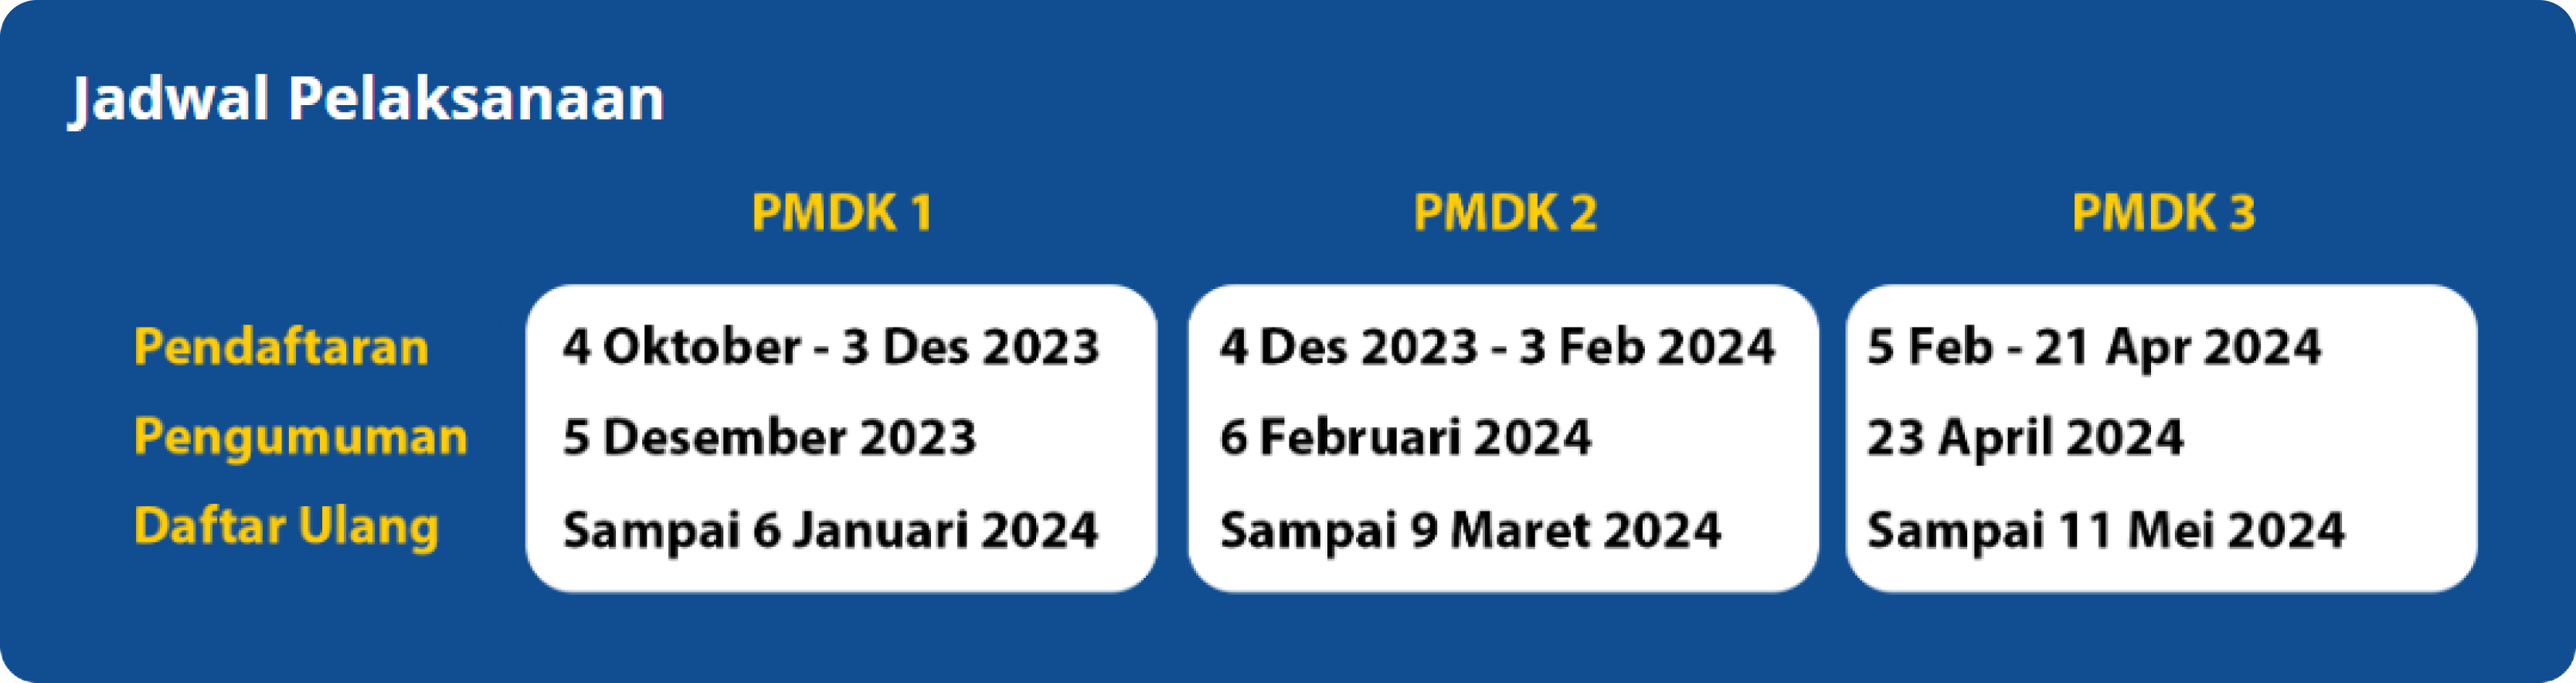 Jadwal Pelaksanaan
PMDK 1 PMDK 2 PMDK 3
Pendaftaran 4 Oktober - 3 Des 2023 4 Des 2023 - 3 Feb 2024 5 Feb - 21 Apr 2024
Pengumuman 5 Desember 2023 6 Februari 2024 23 April 2024
Daftar Ulang Sampai 6 Januari 2024 Sampai 9 Maret 2024 Sampai 11 Mei 2024